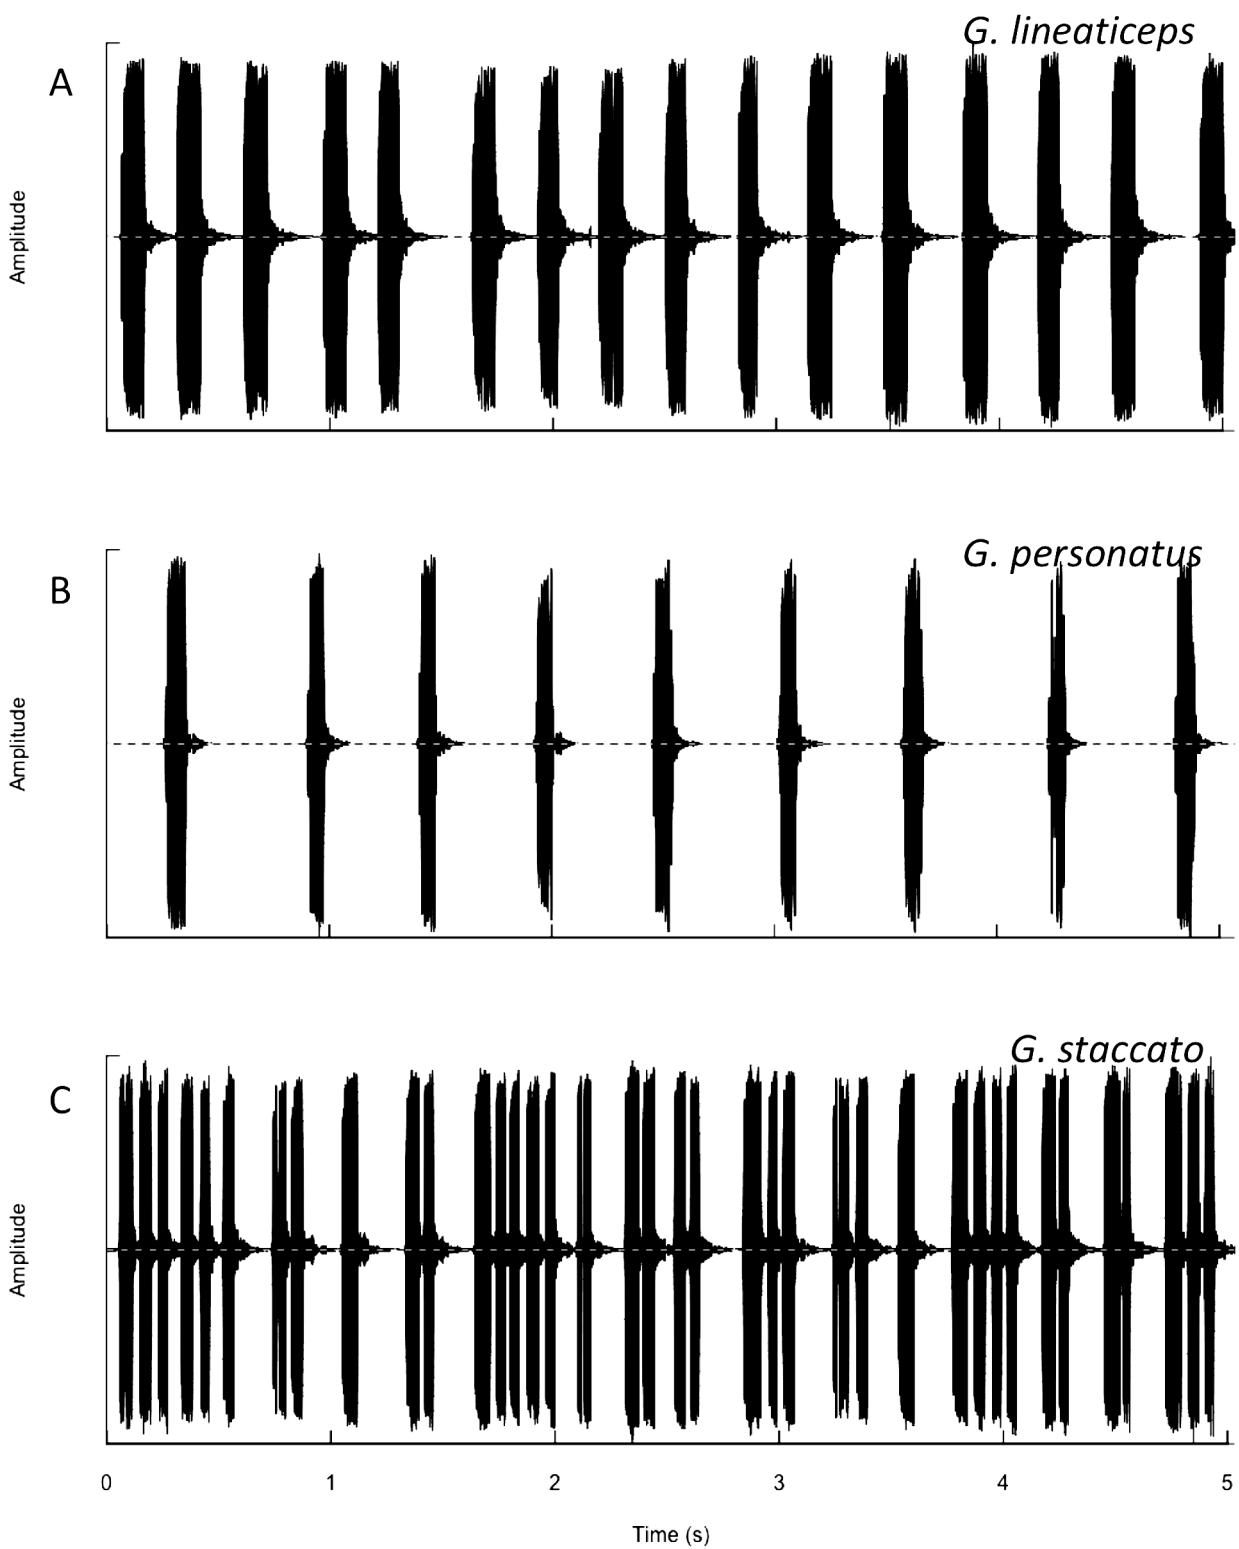 G. lineaticeps
A
Amplitude
G. personatus
B
Amplitude
G. staccato
C
Amplitude
0 1 2 3 4 5
Time (s)